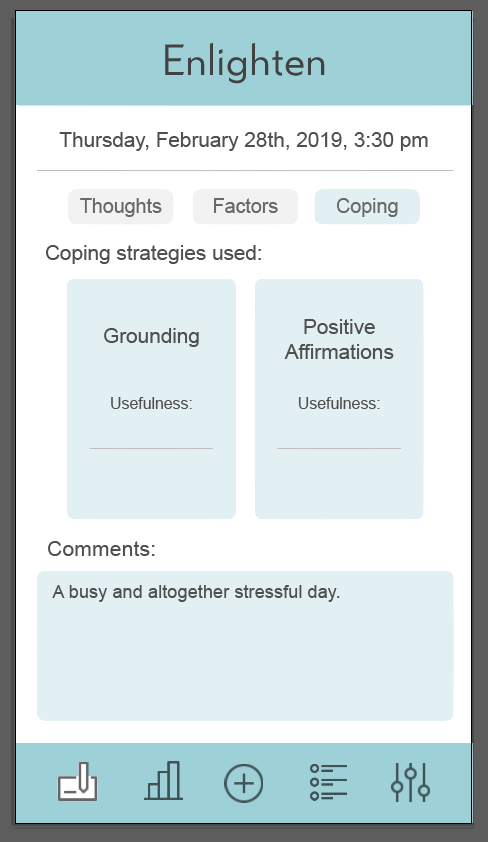 Enlighten
Thursday, February 28th, 2019, 3:30 pm
Thoughts Factors Coping
Coping strategies used:
Grounding
Positive
Affirmations
Usefulness:
Usefulness:
Comments:
A busy and altogether stressful day.